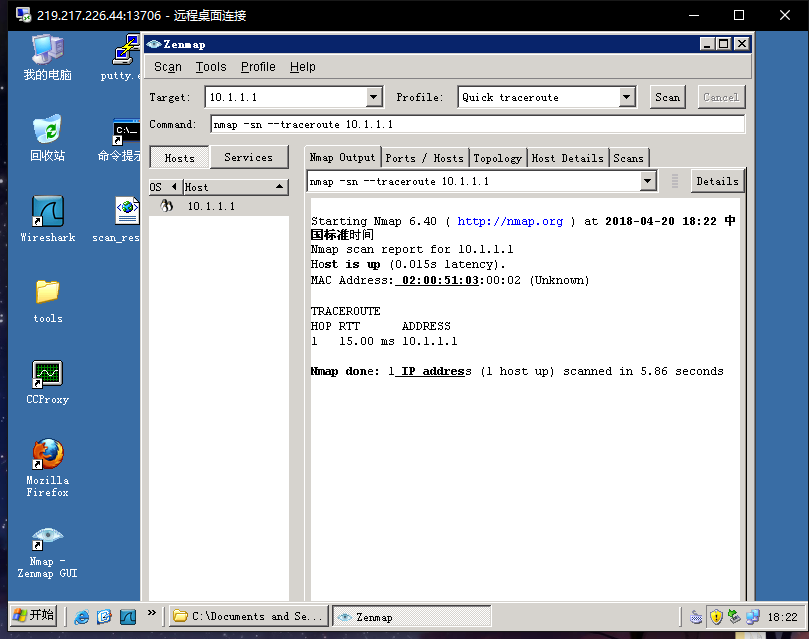 219.217.226.44:13706 - 远程桌面连接
我的电脑
putty.e
回收站
命令提示
Wireshark
scan_res
tools
CCProxy
Mozilla
Firefox
Nmap -
Zenmap GUI
Zenmap
Scan Tools Profile Help
Target: 10.1.1.1 Profile: Quick traceroute Scan Cancel
Command: nmap -sn --traceroute 10.1.1.1
Hosts Services
OS Host
10.1.1.1
Nmap Output Ports / Hosts Topology Host Details Scans
nmap -sn --traceroute 10.1.1.1 Details
Starting Nmap 6.40 ( http://nmap.org ) at 2018-04-20 18:22 中
国标准时间
Nmap scan report for 10.1.1.1
Host is up (0.015s latency).
MAC Address: 02:00:51:03:00:02 (Unknown)
TRACEROUTE
HOP RTT ADDRESS
1 15.00 ms 10.1.1.1
Nmap done: 1 IP address (1 host up) scanned in 5.86 seconds
开始 » C:\Documents and Se... Zenmap 18:22